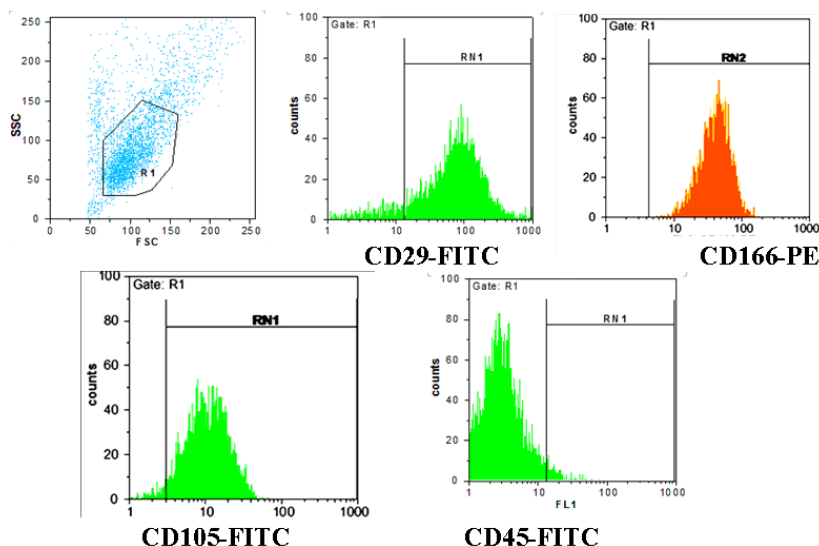 250
200
150
100
50
0
SSC
R1
0 50 100 150 200 250
FSC
100
80
60
40
20
0
counts
Gate: R1
RN1
1 10 100 1000
CD29-FITC
100
80
60
40
20
0
counts
Gate: R1
RN2
1 10 100 1000
CD166-PE
100
80
60
40
20
0
counts
Gate: R1
RN1
1 10 100 1000
CD105-FITC
100
80
60
40
20
0
counts
Gate: R1
RN1
1 10 100 1000
FL1
CD45-FITC